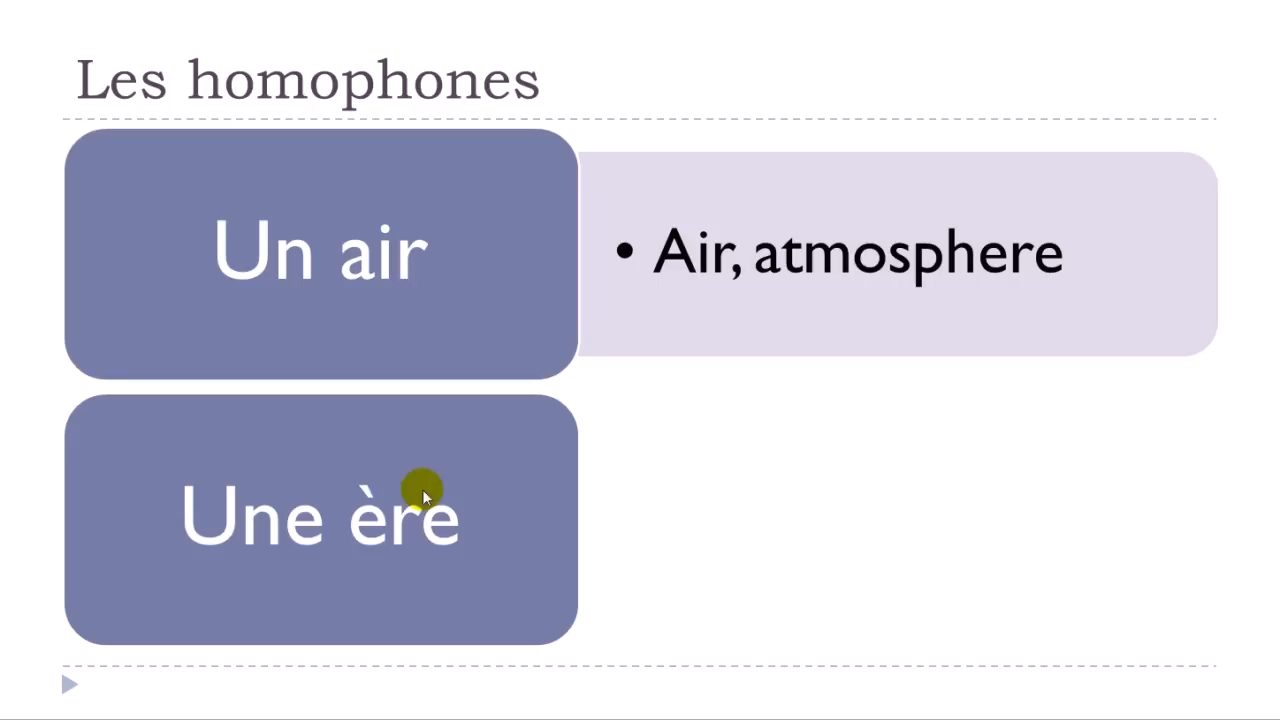 Les homophones
Un air
• Air, atmosphere
Une ère